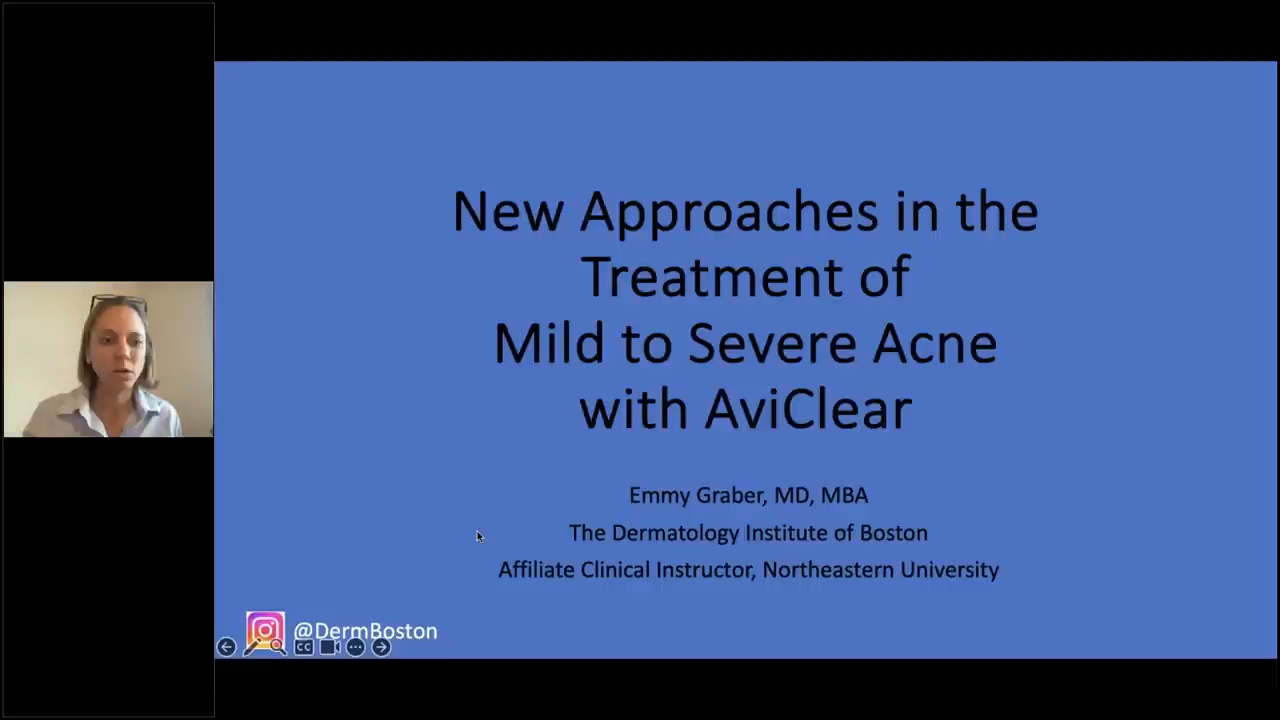 New Approaches in the
Treatment of
Mild to Severe Acne
with AviClear
Emmy Graber, MD, MBA
The Dermatology Institute of Boston
Affiliate Clinical Instructor, Northeastern University
@DermBoston
CC